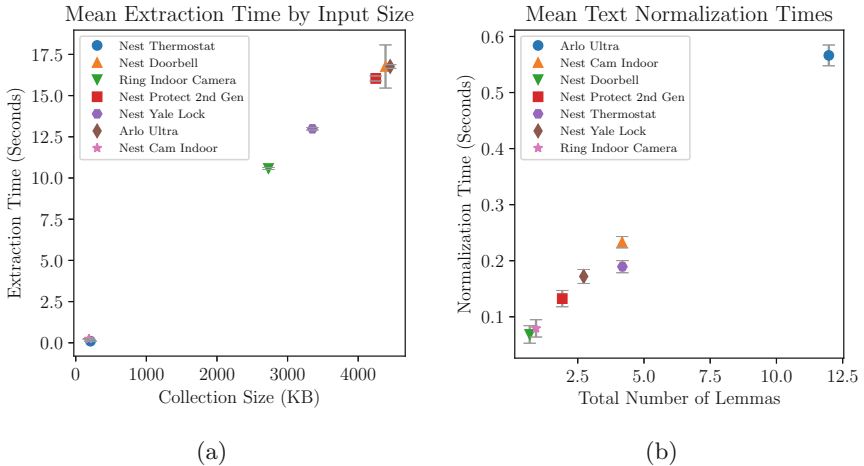 Mean Extraction Time by Input Size
17.5
15.0
12.5
10.0
7.5
5.0
2.5
0.0
Extraction Time (Seconds)
Nest Thermostat
Nest Doorbell
Ring Indoor Camera
Nest Protect 2nd Gen
Nest Yale Lock
Arlo Ultra
Nest Cam Indoor
0 1000 2000 3000 4000
Collection Size (KB)
(a)
Mean Text Normalization Times
0.6
0.5
0.4
0.3
0.2
0.1
Normalization Time (Seconds)
Arlo Ultra
Nest Cam Indoor
Nest Doorbell
Nest Protect 2nd Gen
Nest Thermostat
Nest Yale Lock
Ring Indoor Camera
2.5 5.0 7.5 10.0 12.5
Total Number of Lemmas
(b)